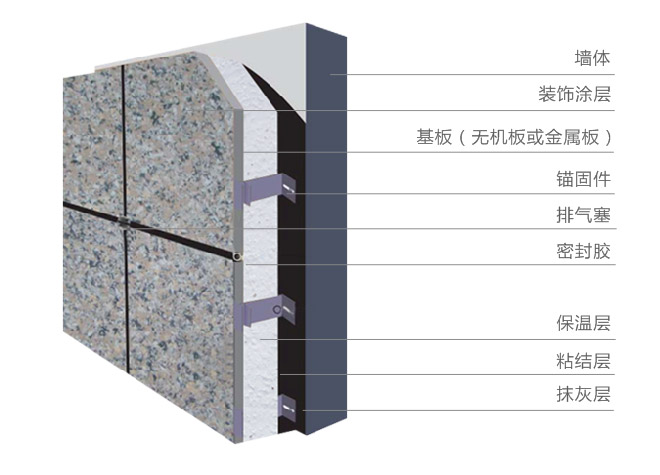 墙体
装饰涂层
基板（无机板或金属板）
锚固件
排气塞
密封胶
保温层
粘结层
抹灰层